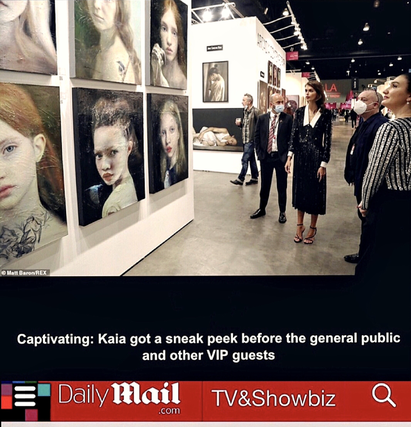 © Matt Baron/REX
Captivating: Kaia got a sneak peek before the general public
and other VIP guests
Daily Mail
.com
TV&Showbiz